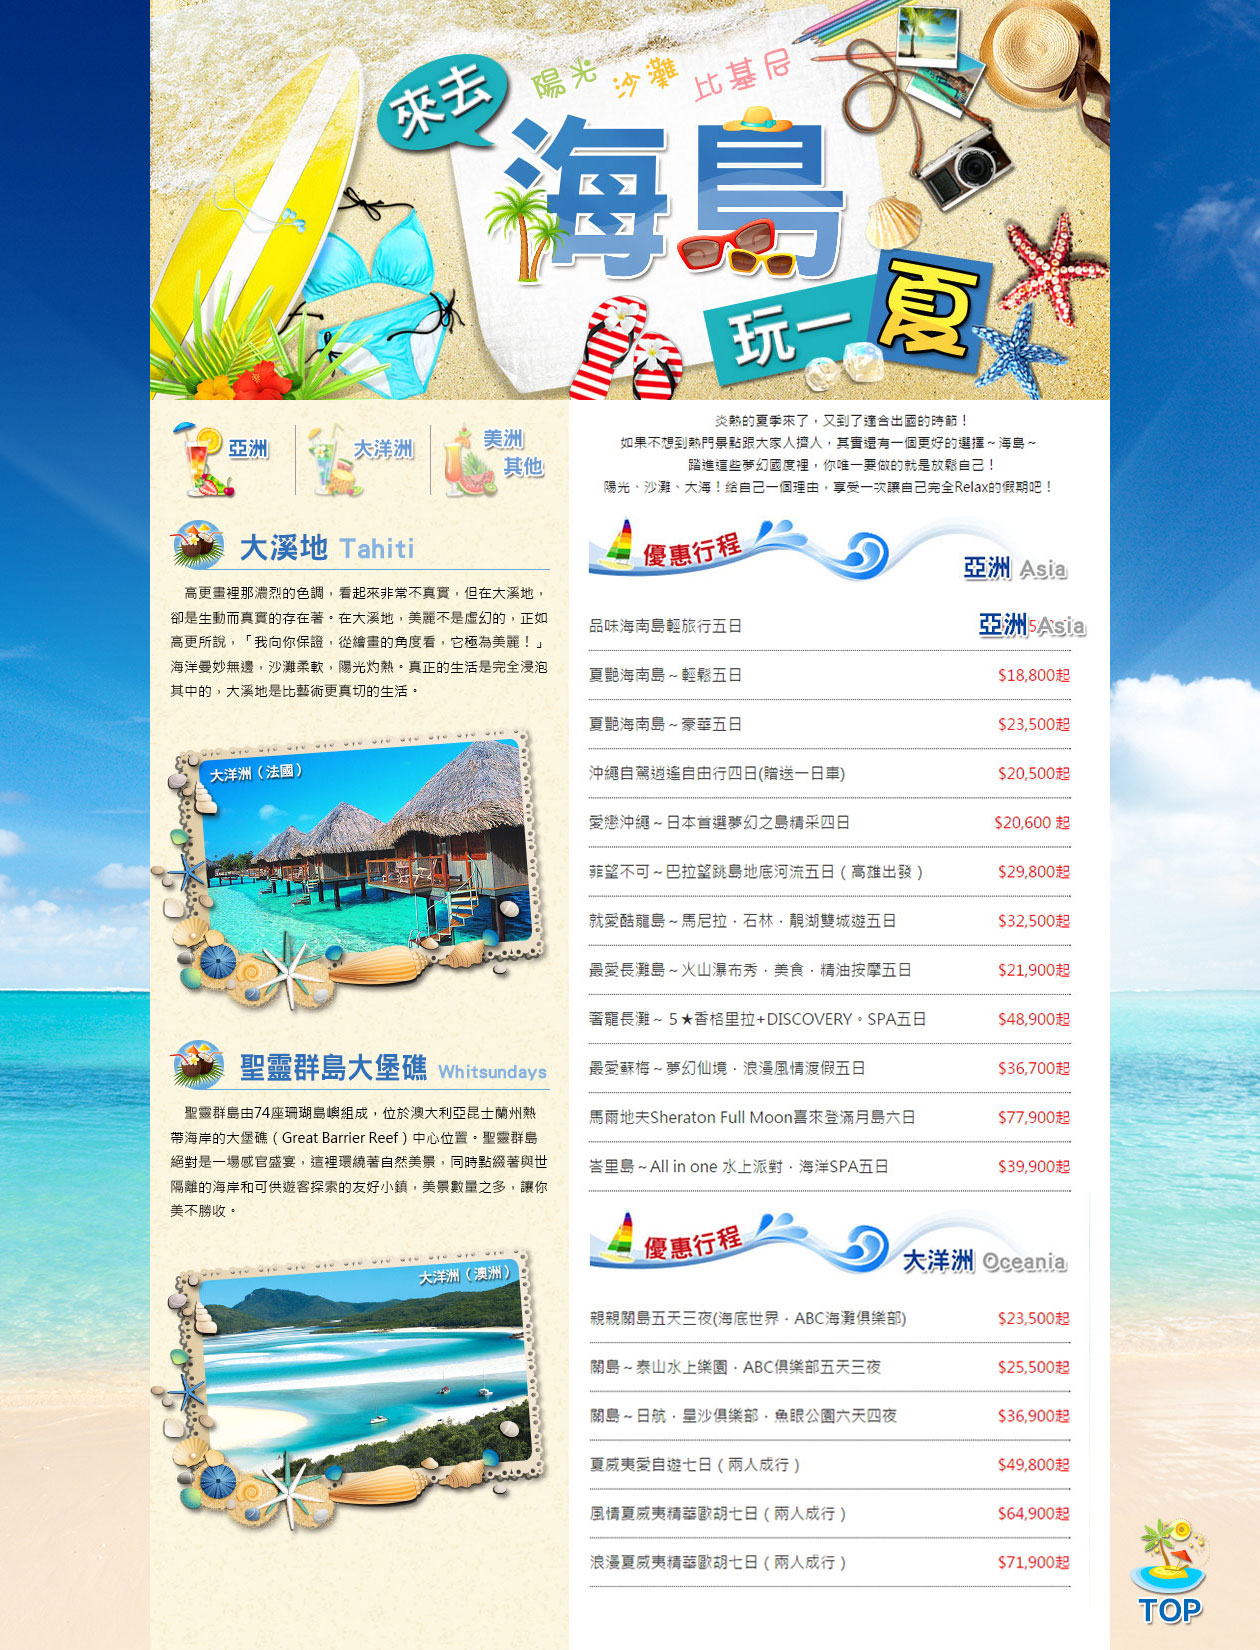 來去
陽光 沙灘 比基尼
海島
玩一夏
亞洲
大洋洲
美洲
其他
大溪地 Tahiti
高更畫裡那濃烈的色調，看起來非常不真實，但在大溪地，
卻是生動而真實的存在著。在大溪地，美麗不是虛幻的，正如
高更所說，「我向你保證，從繪畫的角度看，它極為美麗！」
海洋曼妙無邊，沙灘柔軟，陽光灼熱。真正的生活是完全浸泡
其中的，大溪地是比藝術更真切的生活。
大洋洲（法國）
聖靈群島大堡礁 Whitsundays
聖靈群島由74座珊瑚島嶼組成，位於澳大利亞昆士蘭州熱
帶海岸的大堡礁（Great Barrier Reef）中心位置。聖靈群島
絕對是一場感官盛宴，這裡環繞著自然美景，同時點綴著與世
隔離的海岸和可供遊客探索的友好小鎮，美景數量之多，讓你
美不勝收。
大洋洲（澳洲）
炎熱的夏季來了，又到了適合出國的時節！
如果不想到熱門景點跟大家人擠人，其實還有一個更好的選擇～海島～
踏進這些夢幻國度裡，你唯一要做的就是放鬆自己！
陽光、沙灘、大海！給自己一個理由，享受一次讓自己完全Relax的假期吧！
優惠行程
亞洲 Asia
品味海南島輕旅行五日
亞洲 Asia
夏艷海南島～輕鬆五日 $18,800起
夏艷海南島～豪華五日 $23,500起
沖繩自駕逍遙自由行四日(贈送一日車) $20,500起
愛戀沖繩～日本首選夢幻之島精采四日 $20,600 起
菲望不可～巴拉望跳島地底河流五日（高雄出發） $29,800起
就愛酷龍島～馬尼拉．石林．靚湖雙城遊五日 $32,500起
最愛長灘島～火山瀑布秀．美食．精油按摩五日 $21,900起
奢寵長灘～５★香格里拉+DISCOVERY。SPA五日 $48,900起
最愛蘇梅～夢幻仙境．浪漫風情渡假五日 $36,700起
馬爾地夫Sheraton Full Moon喜來登滿月島六日 $77,900起
峇里島～All in one 水上派對．海洋SPA五日 $39,900起
優惠行程
大洋洲 Oceania
親親關島五天三夜(海底世界．ABC海灘俱樂部) $23,500起
關島～泰山水上樂園．ABC俱樂部五天三夜 $25,500起
關島～日航．星沙俱樂部．魚眼公園六天四夜 $36,900起
夏威夷愛自遊七日（兩人成行） $49,800起
風情夏威夷精華歐胡七日（兩人成行） $64,900起
浪漫夏威夷精華歐胡七日（兩人成行） $71,900起
TOP